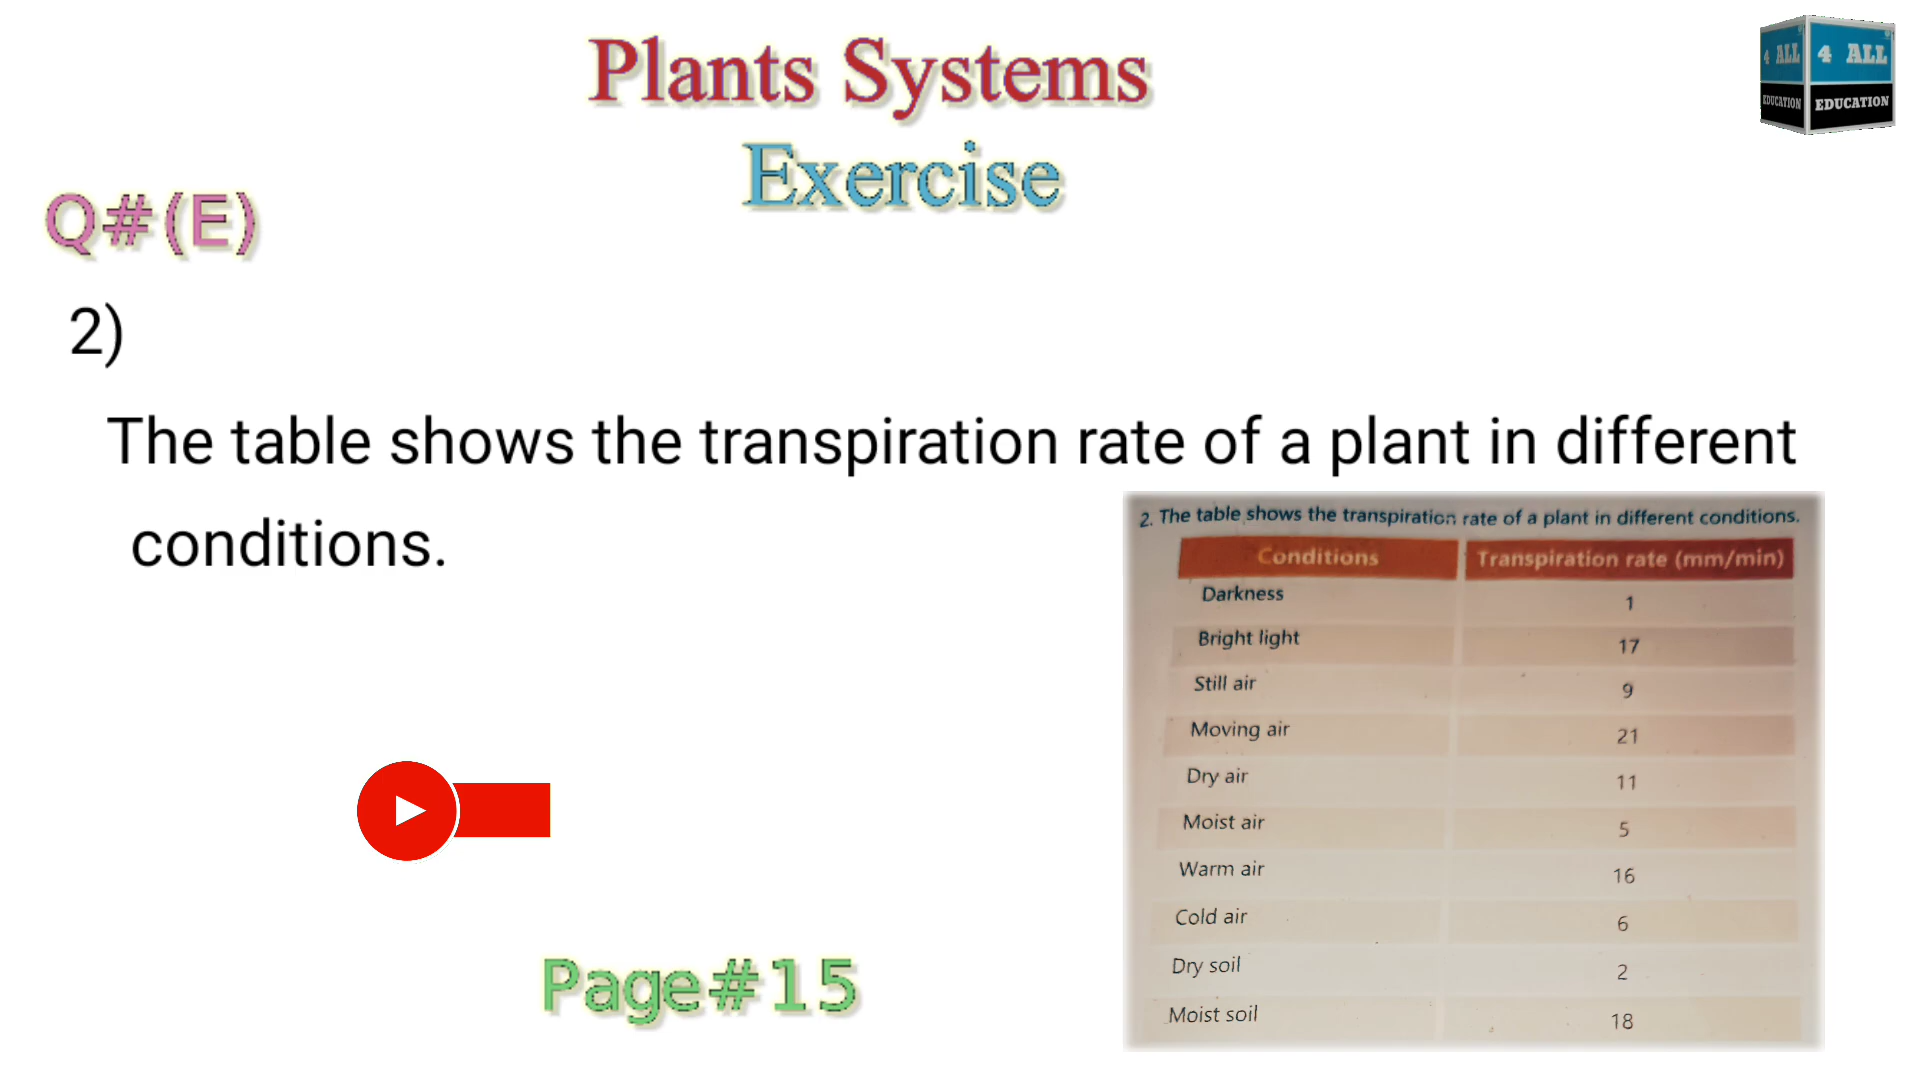 Plants Systems
4 ALL
4 ALL
EDUCATION
EDUCATION
Exercise
Q#(E)
2)
The table shows the transpiration rate of a plant in different
conditions.
2. The table shows the transpiration rate of a plant in different conditions.
Conditions Transpiration rate (mm/min)
Darkness 1
Bright light 17
Still air 9
Moving air 21
Dry air 11
Moist air 5
Warm air 16
Cold air 6
Dry soil 2
Moist soil 18
Page#15